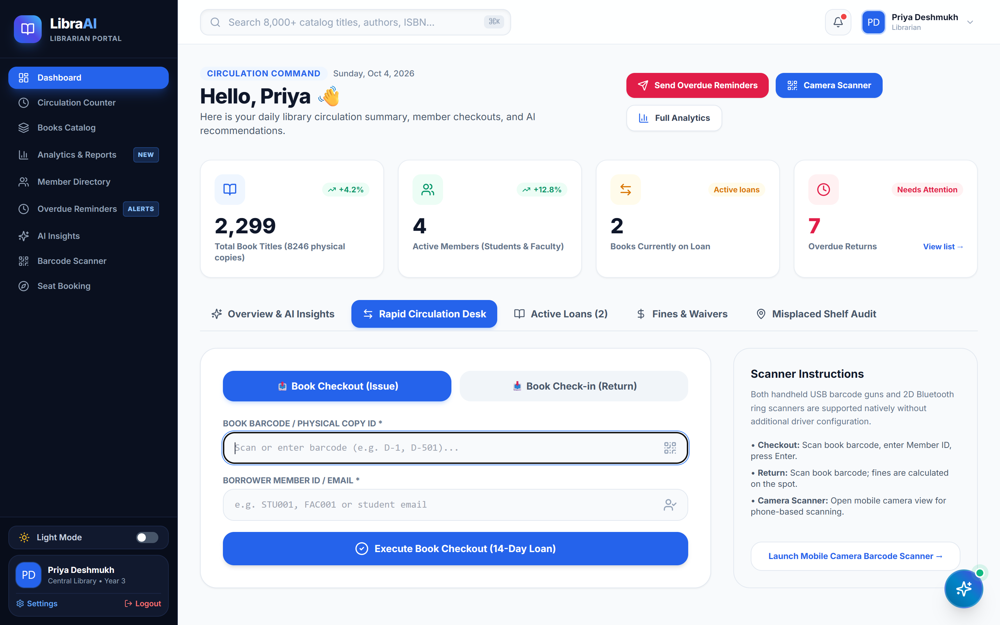 LibraAI
LIBRARIAN PORTAL
Dashboard
Circulation Counter
Books Catalog
Analytics & Reports NEW
Member Directory
Overdue Reminders ALERTS
AI Insights
Barcode Scanner
Seat Booking
Light Mode
PD Priya Deshmukh
Central Library • Year 3
Settings Logout
Search 8,000+ catalog titles, authors, ISBN... ⌘K
PD Priya Deshmukh
Librarian
CIRCULATION COMMAND Sunday, Oct 4, 2026
Hello, Priya 👋
Here is your daily library circulation summary, member checkouts, and AI
recommendations.
Send Overdue Reminders Camera Scanner
Full Analytics
+4.2%
2,299
Total Book Titles (8246 physical
copies)
+12.8%
4
Active Members (Students & Faculty)
Active loans
2
Books Currently on Loan
Needs Attention
7
Overdue Returns View list →
Overview & AI Insights Rapid Circulation Desk Active Loans (2) Fines & Waivers Misplaced Shelf Audit
📤 Book Checkout (Issue) 📥 Book Check-in (Return)
BOOK BARCODE / PHYSICAL COPY ID *
Scan or enter barcode (e.g. D-1, D-501)...
BORROWER MEMBER ID / EMAIL *
e.g. STU001, FAC001 or student email
Execute Book Checkout (14-Day Loan)
Scanner Instructions
Both handheld USB barcode guns and 2D Bluetooth
ring scanners are supported natively without
additional driver configuration.
• Checkout: Scan book barcode, enter Member ID,
press Enter.
• Return: Scan book barcode; fines are calculated
on the spot.
• Camera Scanner: Open mobile camera view for
phone-based scanning.
Launch Mobile Camera Barcode Scanner →